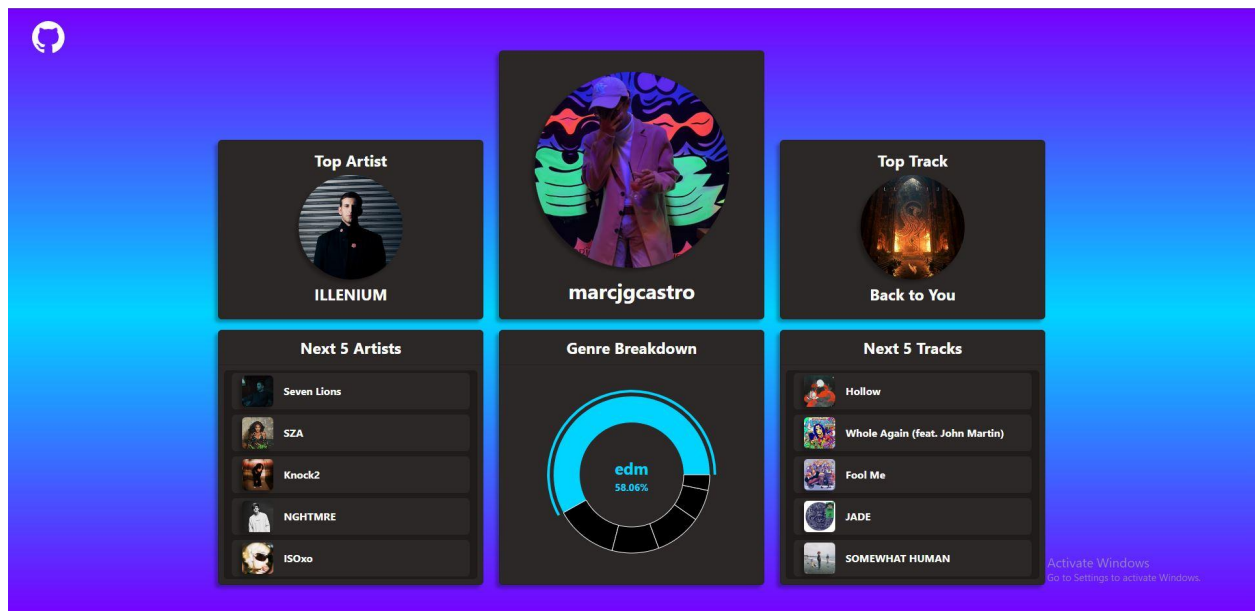 marcjgcastro
Top Artist
ILLENIUM
Top Track
Back to You
Next 5 Artists
Seven Lions
SZA
Knock2
NGHTMRE
ISOxo
Genre Breakdown
edm
58.06%
Next 5 Tracks
Hollow
Whole Again (feat. John Martin)
Fool Me
JADE
SOMEWHAT HUMAN
Activate Windows
Go to Settings to activate Windows.